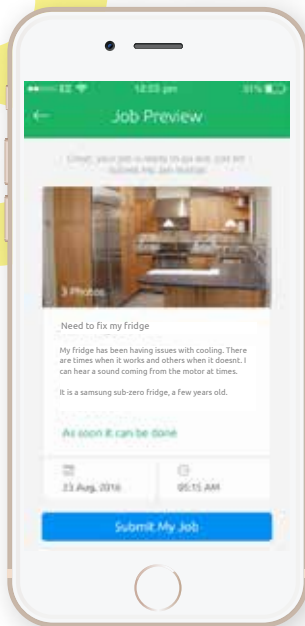 12:03 pm
Job Preview
Great, your job is ready to go live. Just hit
submit my job button
3 Photos
Need to fix my fridge
My fridge has been having issues with cooling. There
are times when it works and others when it doesnt. I
can hear a sound coming from the motor at times.
It is a samsung sub-zero fridge, a few years old.
As soon it can be done
23 Aug, 2016
05:15 AM
Submit My Job